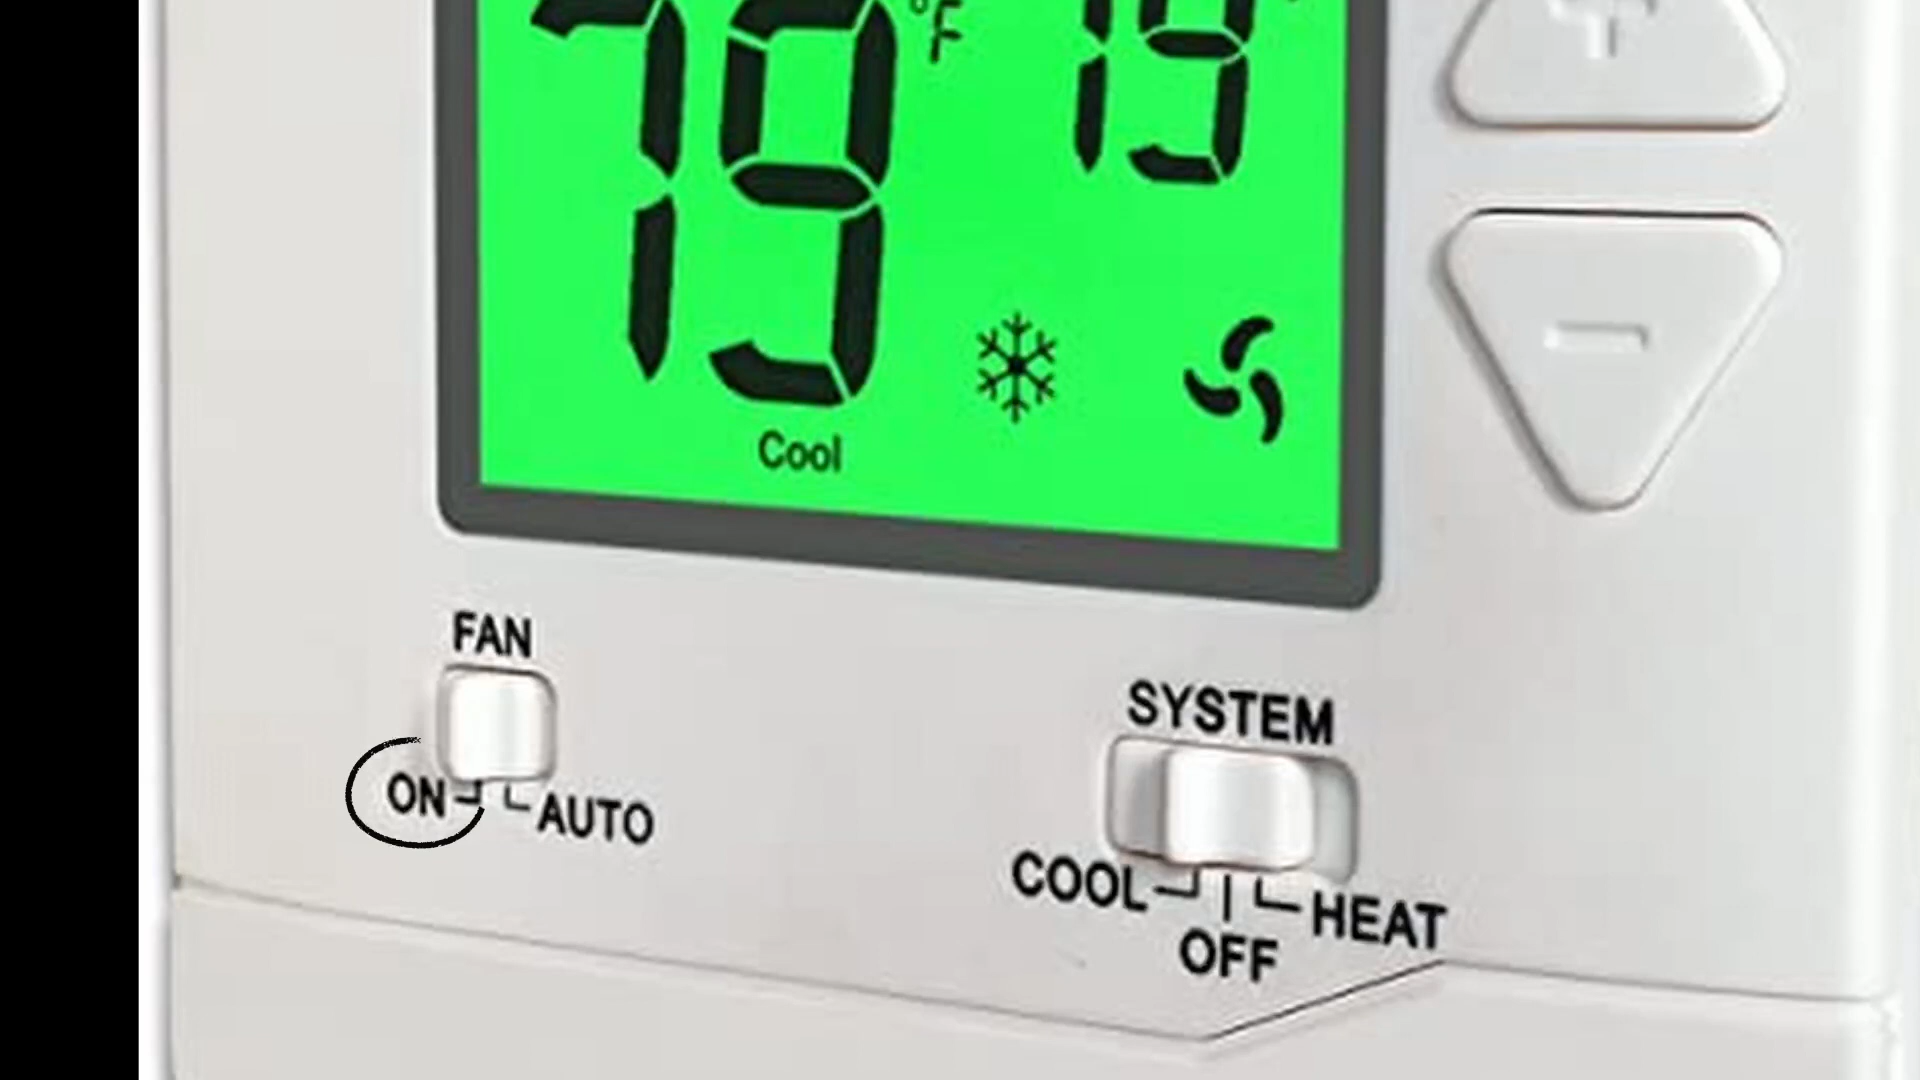 79 °F 79
Cool
FAN
ON AUTO
SYSTEM
COOL HEAT
OFF